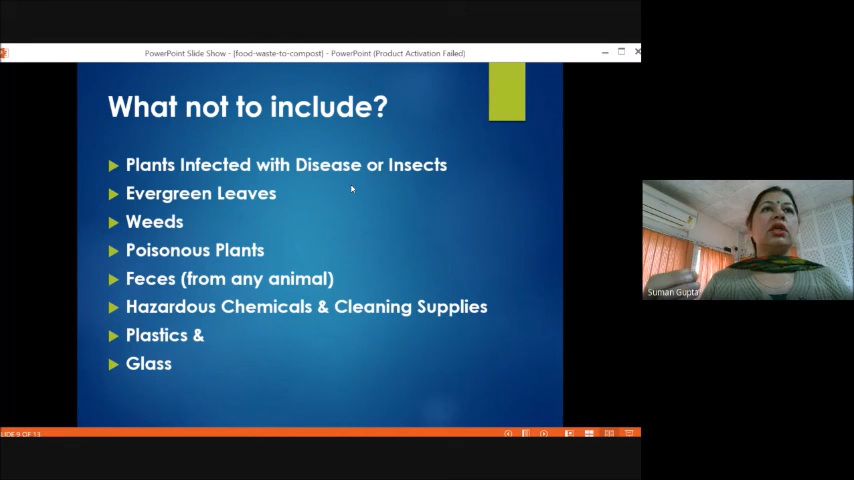 PowerPoint Slide Show - [food-waste-to-compost] - PowerPoint (Product Activation Failed)
What not to include?
Plants Infected with Disease or Insects
Evergreen Leaves
Weeds
Poisonous Plants
Feces (from any animal)
Hazardous Chemicals & Cleaning Supplies
Plastics &
Glass
Suman Gupta
SLIDE 9 OF 13